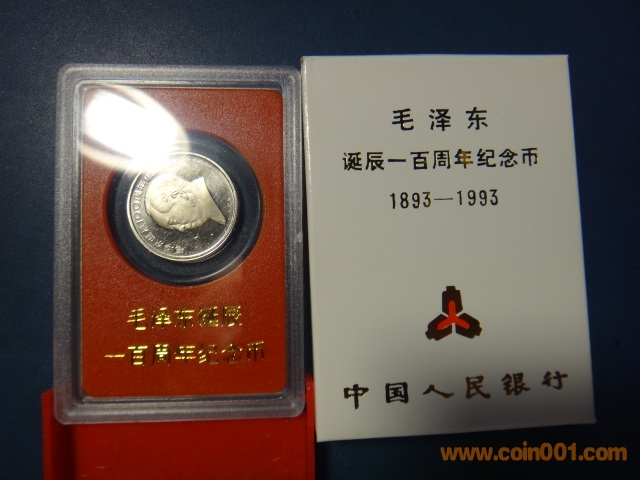 毛泽东诞辰
一百周年纪念币
毛泽东
诞辰一百周年纪念币
1893—1993
中国人民银行
www.coin001.com